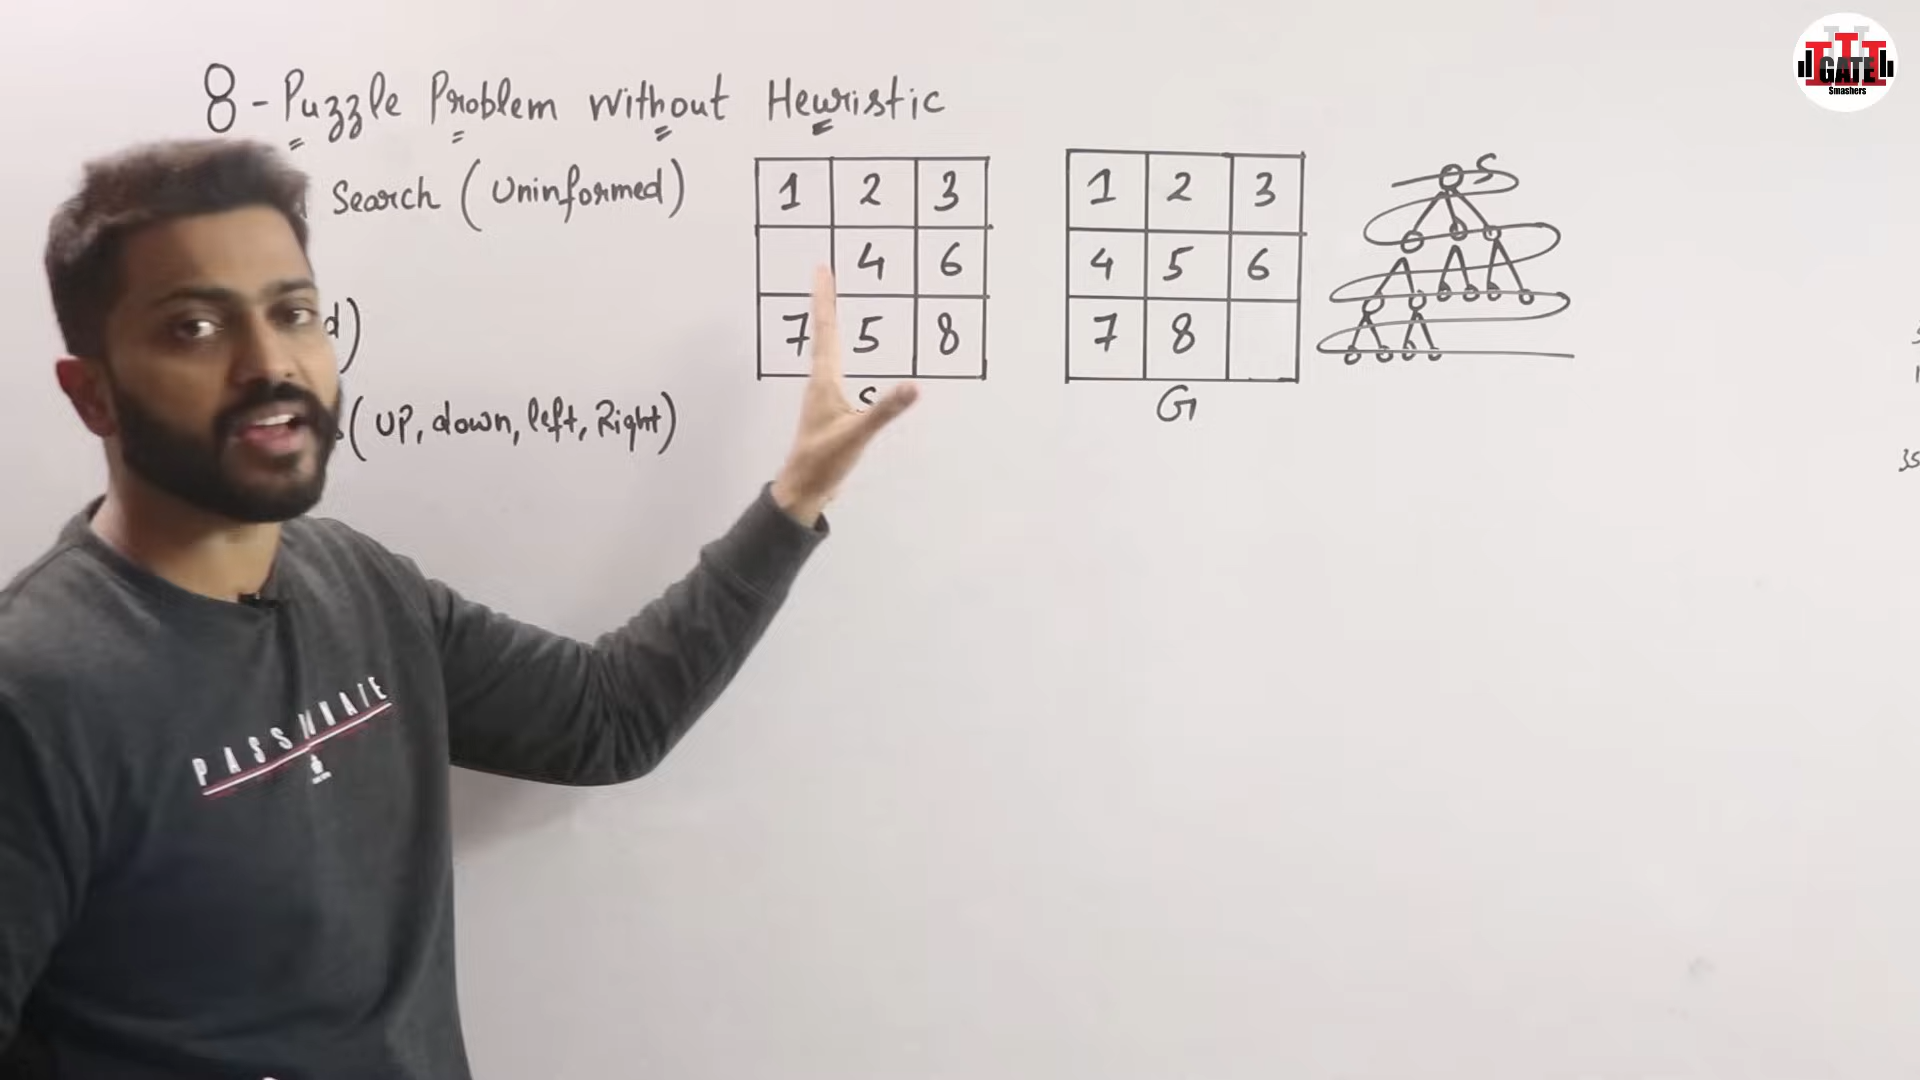 8-Puzzle Problem without Heuristic
Search (Uninformed)
1 2 3
4 6
7 5 8
S
1 2 3
4 5 6
7 8
G
S
d)
(UP, down, left, Right)
PASSIONATE
GATE
Smashers